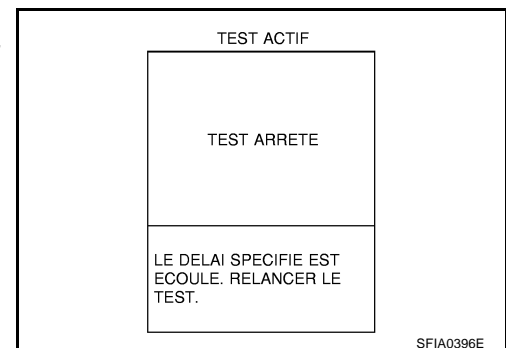 TEST ACTIF
TEST ARRETE
LE DELAI SPECIFIE EST
ECOULE. RELANCER LE
TEST.
SFIA0396E